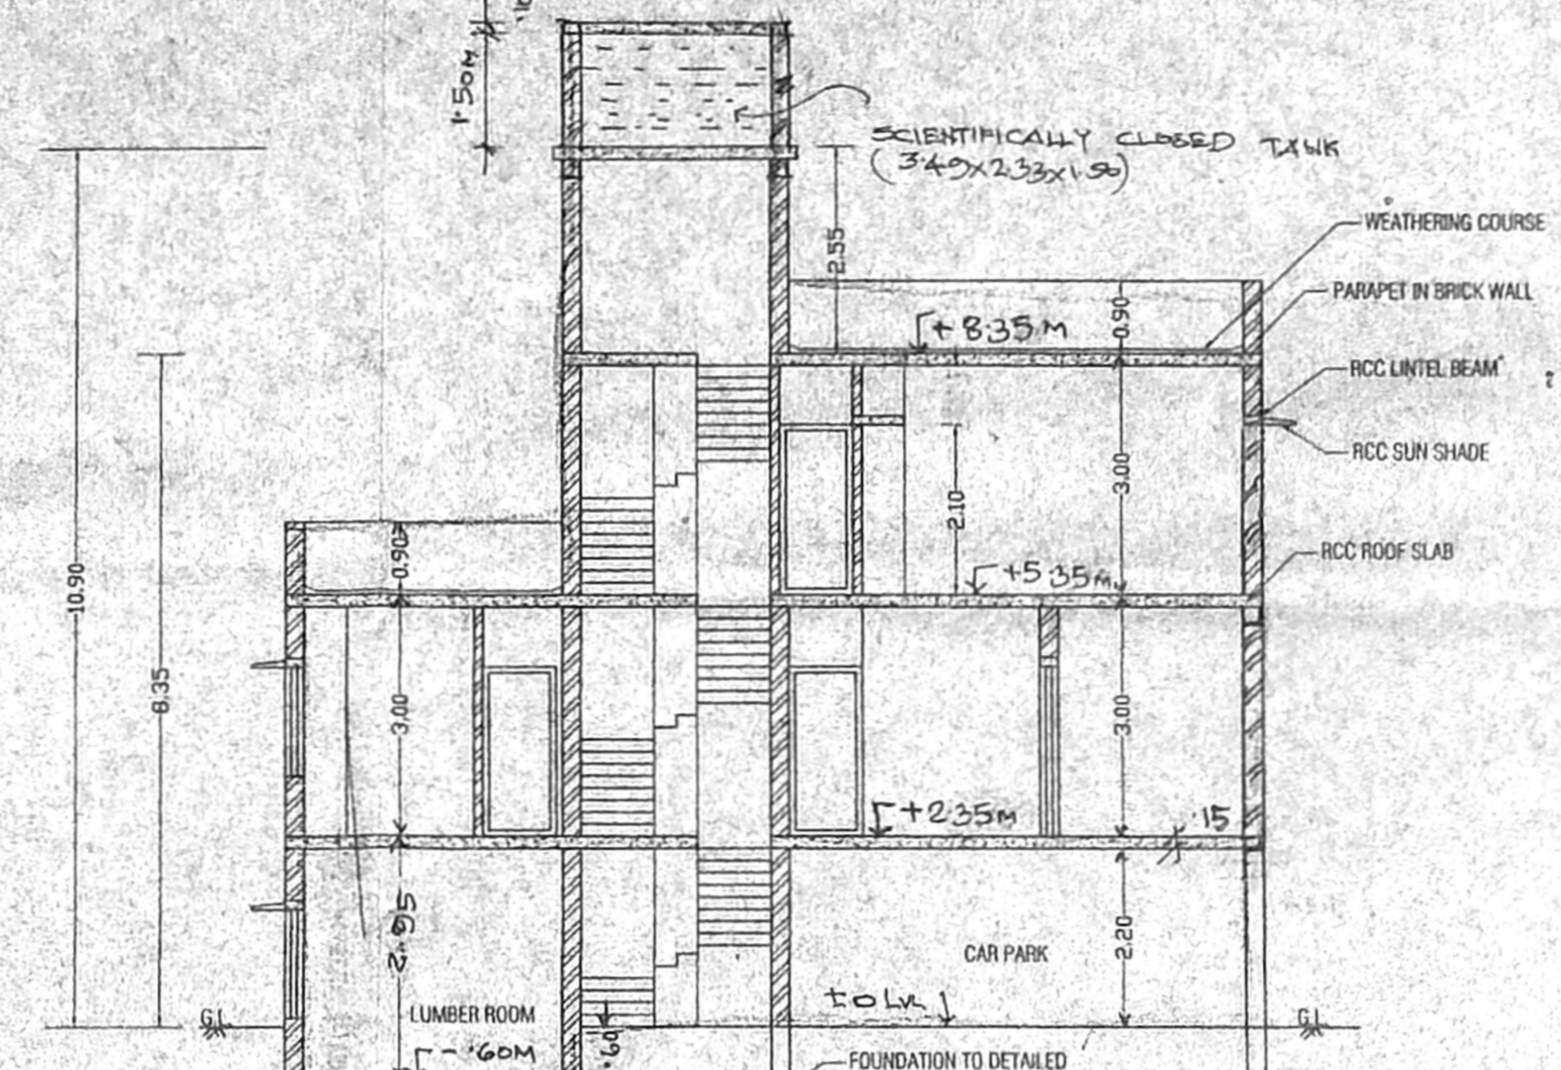 1.50M
SCIENTIFICALLY CLOSED TANK
(3.49x2.33x1.50)
WEATHERING COURSE
2.55
PARAPET IN BRICK WALL
0.90
+ 8.35 M
RCC LINTEL BEAM
RCC SUN SHADE
3.00
2.10
0.90
RCC ROOF SLAB
+5.35M
10.90
8.35
3.00
3.00
+2.35M
.15
2.95
2.20
CAR PARK
±0 LVL
LUMBER ROOM
G.L
G.L
-.60M
.60
FOUNDATION TO DETAILED